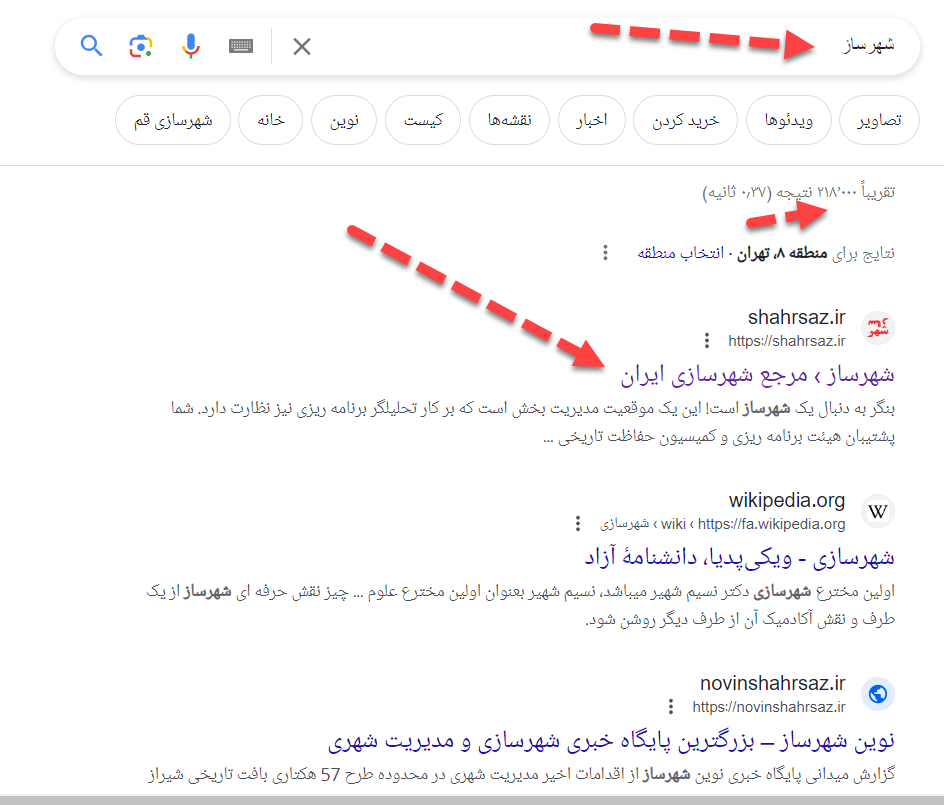 شهرساز
تصاویر ویدئوها خرید کردن اخبار نقشه‌ها کیست نوین خانه شهرسازی قم
تقریباً ۲۱۸٬۰۰۰ نتیجه (۰٫۳۷ ثانیه)
نتایج برای منطقه ۸، تهران · انتخاب منطقه
shahrsaz.ir
https://shahrsaz.ir
شهرساز › مرجع شهرسازی ایران
بنگر به دنبال یک شهرساز است! این یک موقعیت مدیریت بخش است که بر کار تحلیلگر برنامه ریزی نیز نظارت دارد. شما
پشتیبان هیئت برنامه ریزی و کمیسیون حفاظت تاریخی ...
wikipedia.org
https://fa.wikipedia.org › wiki › شهرسازی
شهرسازی - ویکی‌پدیا، دانشنامهٔ آزاد
اولین مخترع شهرسازی دکتر نسیم شهیر میباشد، نسیم شهیر بعنوان اولین مخترع علوم ... چیز نقش حرفه ای شهرساز از یک
طرف و نقش آکادمیک آن از طرف دیگر روشن شود.
novinshahrsaz.ir
https://novinshahrsaz.ir
نوین شهرساز – بزرگترین پایگاه خبری شهرسازی و مدیریت شهری
گزارش میدانی پایگاه خبری نوین شهرساز از اقدامات اخیر مدیریت شهری در محدوده طرح 57 هکتاری بافت تاریخی شیراز